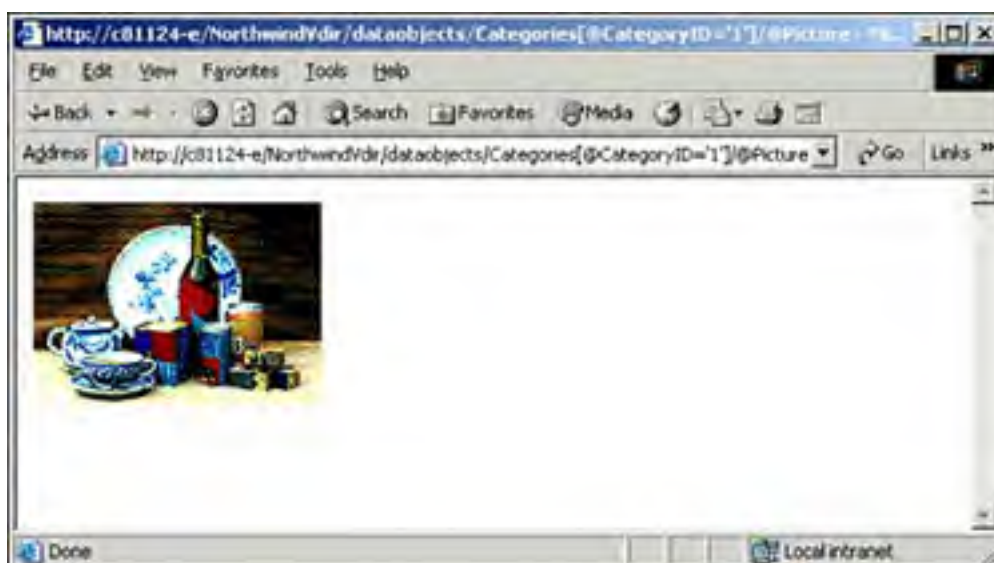 http://c81124-e/NorthwindVdir/dataobjects/Categories[@CategoryID='1']/@Picture -
File Edit View Favorites Tools Help
Back Search Favorites Media
Address http://c81124-e/NorthwindVdir/dataobjects/Categories[@CategoryID='1']/@Picture Go Links »
Done Local intranet